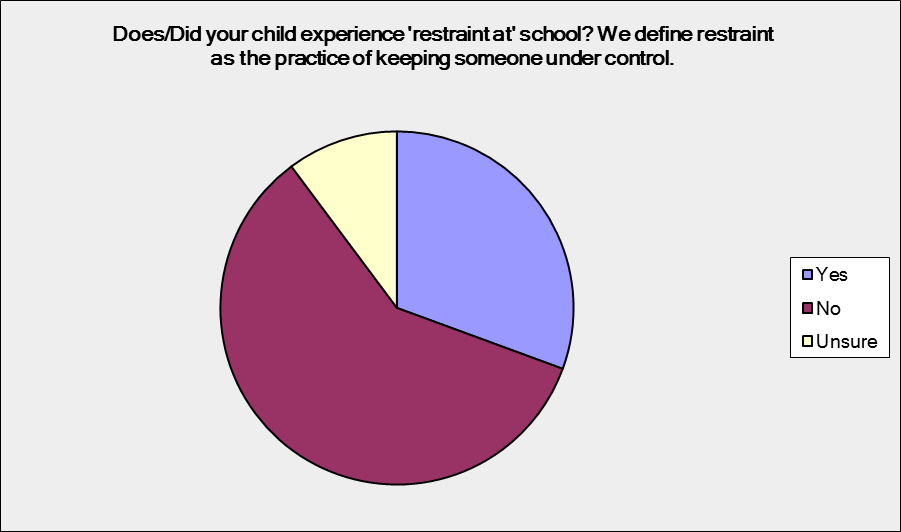 Does/Did your child experience 'restraint at' school? We define restraint
as the practice of keeping someone under control.
Yes
No
Unsure